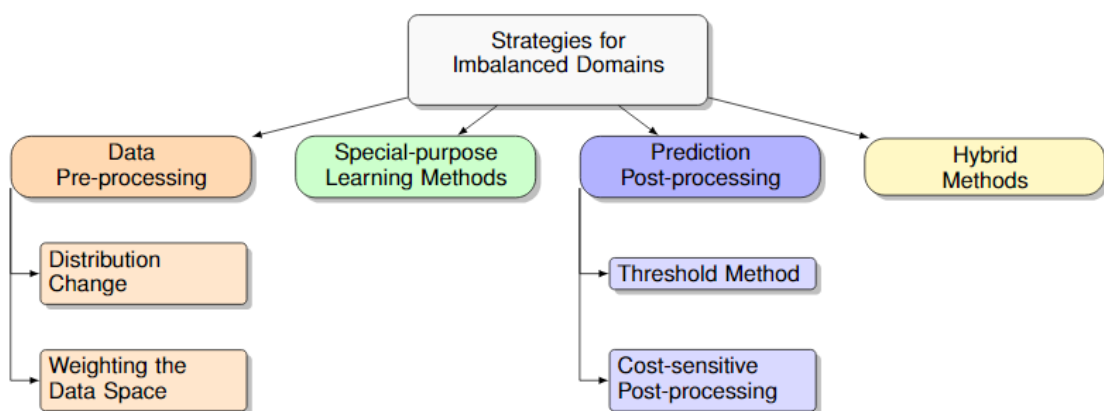 Strategies for
Imbalanced Domains
Data
Pre-processing
Special-purpose
Learning Methods
Prediction
Post-processing
Hybrid
Methods
Distribution
Change
Threshold Method
Weighting the
Data Space
Cost-sensitive
Post-processing